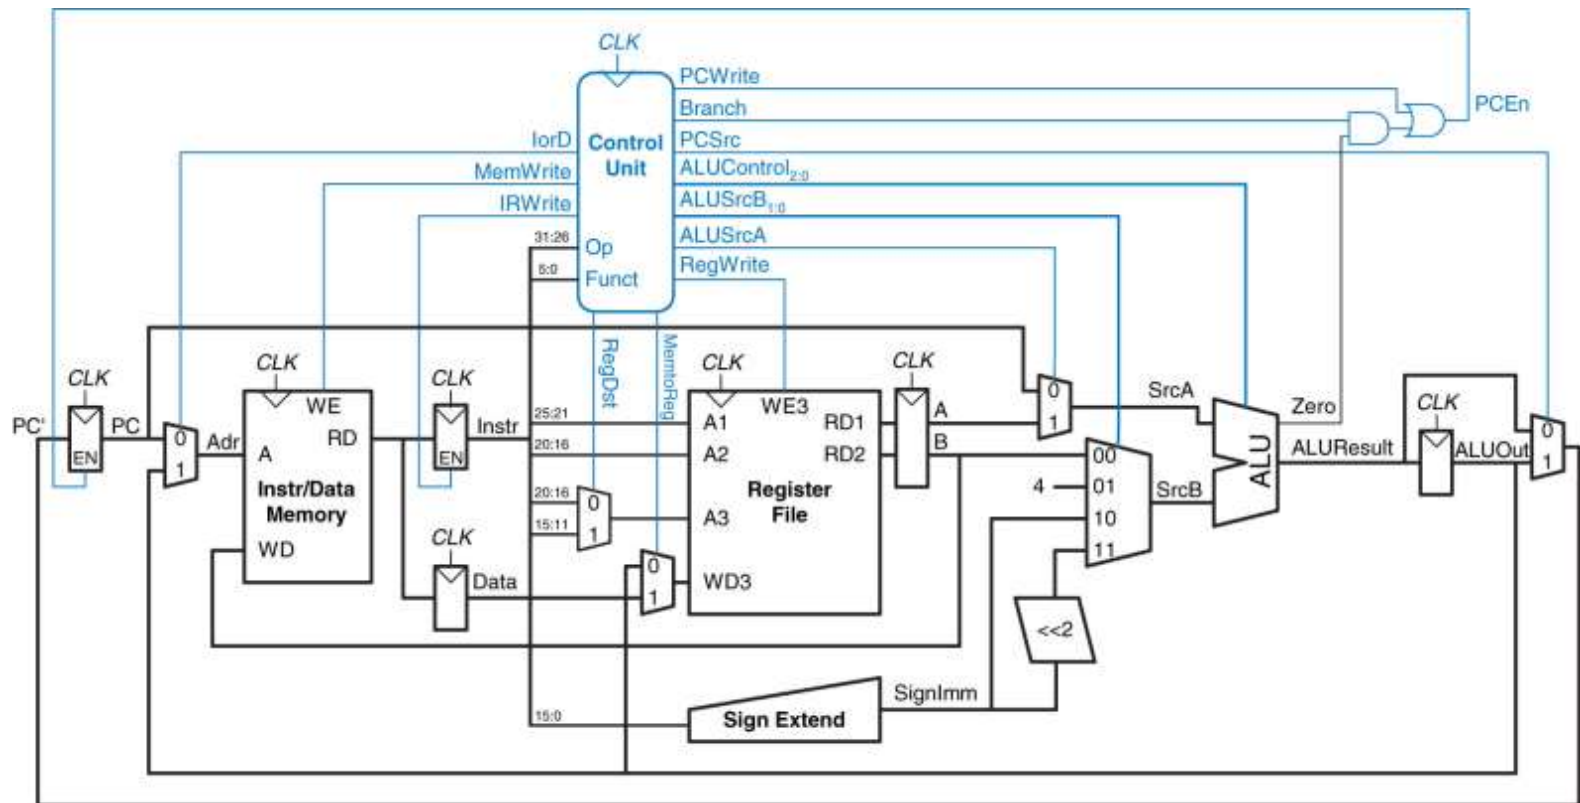 CLK
PCWrite
Branch
PCEn
IorD
Control
Unit
PCSrc
MemWrite
ALUControl2:0
IRWrite
ALUSrcB1:0
31:26
Op
ALUSrcA
5:0
Funct
RegWrite
RegDst
MemtoReg
CLK
CLK
CLK
CLK
CLK
CLK
PC'
EN
PC
0
1
Adr
WE
RD
A
Instr/Data
Memory
WD
EN
Instr
CLK
Data
25:21
20:16
20:16
15:11
0
1
0
1
A1
A2
A3
WD3
WE3
RD1
RD2
Register
File
A
B
0
1
SrcA
4
00
01
10
11
SrcB
<<2
ALU
Zero
ALUResult
ALUOut
0
1
15:0
Sign Extend
SignImm